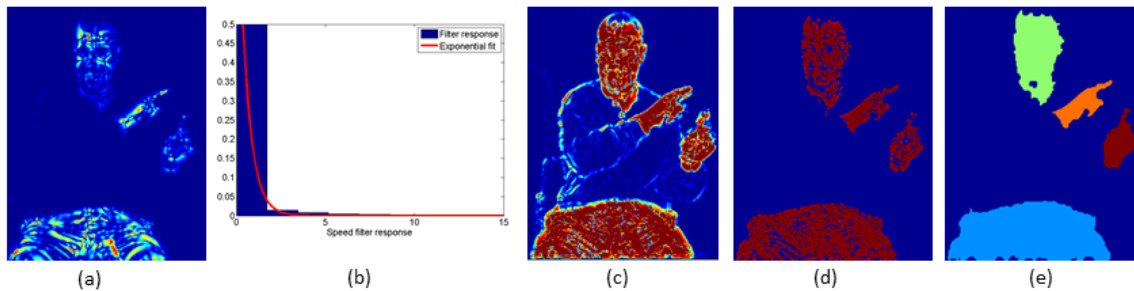 0.5
0.45
0.4
0.35
0.3
0.25
0.2
0.15
0.1
0.05
0
Filter response
Exponential fit
0 5 10 15
Speed filter response
(a) (b) (c) (d) (e)